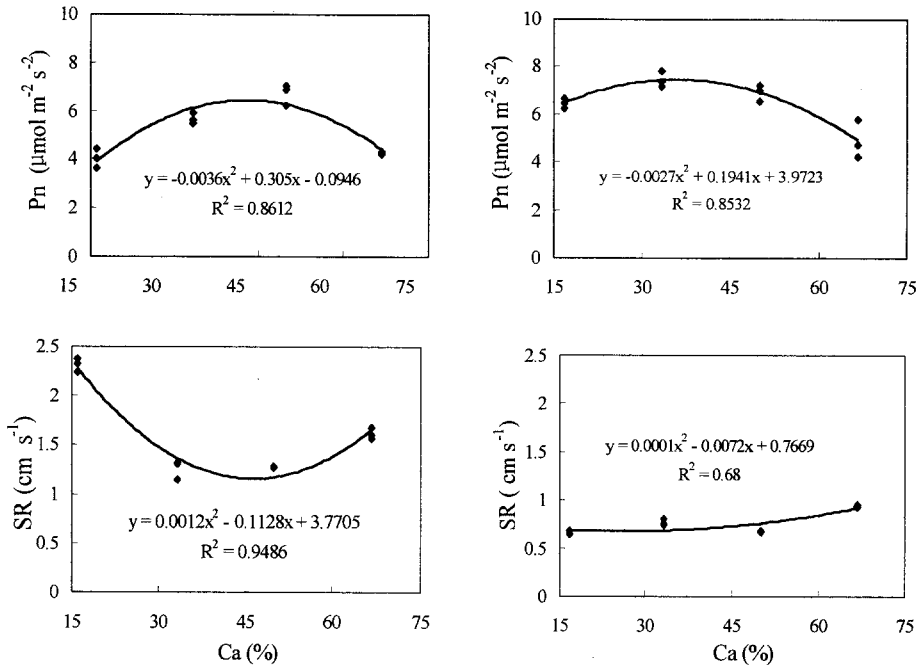 10
8
6
4
2
0
Pn (μmol m⁻² s⁻²)
y = -0.0036x² + 0.305x - 0.0946
R² = 0.8612
15 30 45 60 75
10
8
6
4
2
0
Pn (μmol m⁻² s⁻²)
y = -0.0027x² + 0.1941x + 3.9723
R² = 0.8532
15 30 45 60 75
2.5
2
1.5
1
0.5
0
SR (cm s⁻¹)
y = 0.0012x² - 0.1128x + 3.7705
R² = 0.9486
15 30 45 60 75
Ca (%)
2.5
2
1.5
1
0.5
0
SR ( cm s⁻¹)
y = 0.0001x² - 0.0072x + 0.7669
R² = 0.68
15 30 45 60 75
Ca (%)